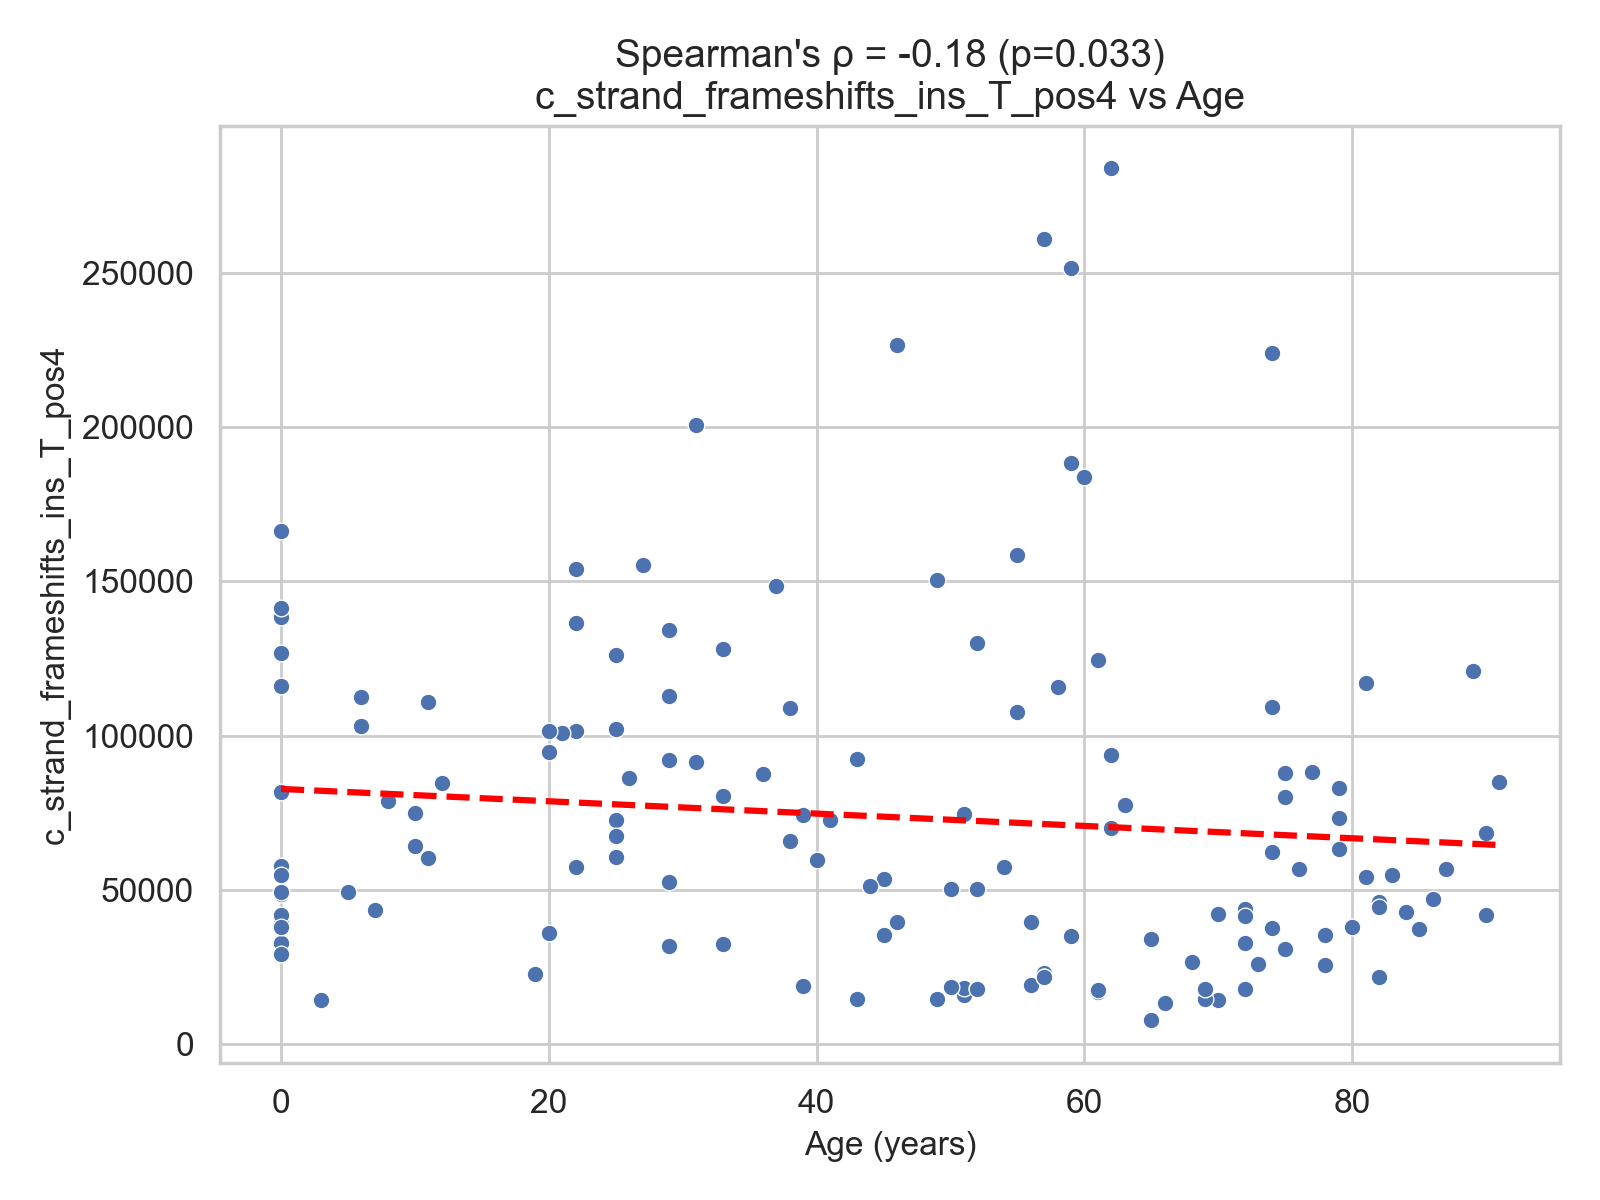 Spearman's ρ = -0.18 (p=0.033)
c_strand_frameshifts_ins_T_pos4 vs Age
c_strand_frameshifts_ins_T_pos4
250000
200000
150000
100000
50000
0
0 20 40 60 80
Age (years)